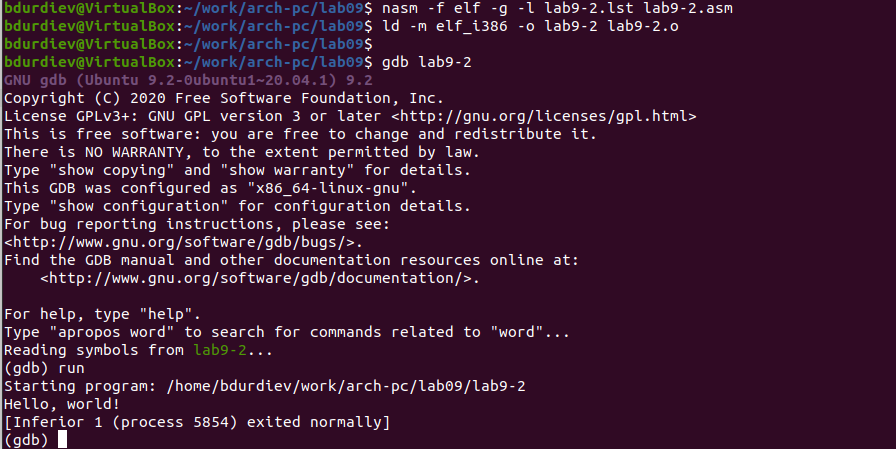 bdurdiev@VirtualBox:~/work/arch-pc/lab09$ nasm -f elf -g -l lab9-2.lst lab9-2.asm
bdurdiev@VirtualBox:~/work/arch-pc/lab09$ ld -m elf_i386 -o lab9-2 lab9-2.o
bdurdiev@VirtualBox:~/work/arch-pc/lab09$
bdurdiev@VirtualBox:~/work/arch-pc/lab09$ gdb lab9-2
GNU gdb (Ubuntu 9.2-0ubuntu1~20.04.1) 9.2
Copyright (C) 2020 Free Software Foundation, Inc.
License GPLv3+: GNU GPL version 3 or later <http://gnu.org/licenses/gpl.html>
This is free software: you are free to change and redistribute it.
There is NO WARRANTY, to the extent permitted by law.
Type "show copying" and "show warranty" for details.
This GDB was configured as "x86_64-linux-gnu".
Type "show configuration" for configuration details.
For bug reporting instructions, please see:
<http://www.gnu.org/software/gdb/bugs/>.
Find the GDB manual and other documentation resources online at:
    <http://www.gnu.org/software/gdb/documentation/>.

For help, type "help".
Type "apropos word" to search for commands related to "word"...
Reading symbols from lab9-2...
(gdb) run
Starting program: /home/bdurdiev/work/arch-pc/lab09/lab9-2
Hello, world!
[Inferior 1 (process 5854) exited normally]
(gdb)